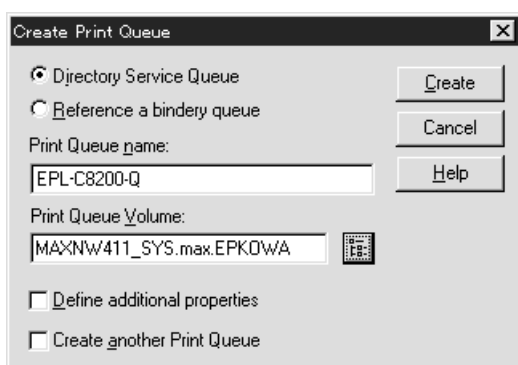 Create Print Queue
Directory Service Queue
Reference a bindery queue
Print Queue name:
EPL-C8200-Q
Print Queue Volume:
MAXNW411_SYS.max.EPKOWA
Define additional properties
Create another Print Queue
Create
Cancel
Help